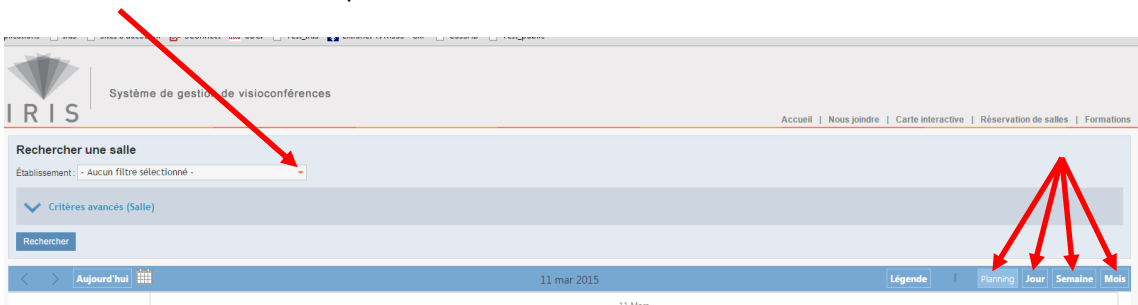 IRIS
Système de gestion de visioconférences
Accueil | Nous joindre | Carte interactive | Réservation de salles | Formations
Rechercher une salle
Établissement : - Aucun filtre sélectionné -
Critères avancés (Salle)
Rechercher
Aujourd'hui 11 mar 2015 Légende Planning Jour Semaine Mois